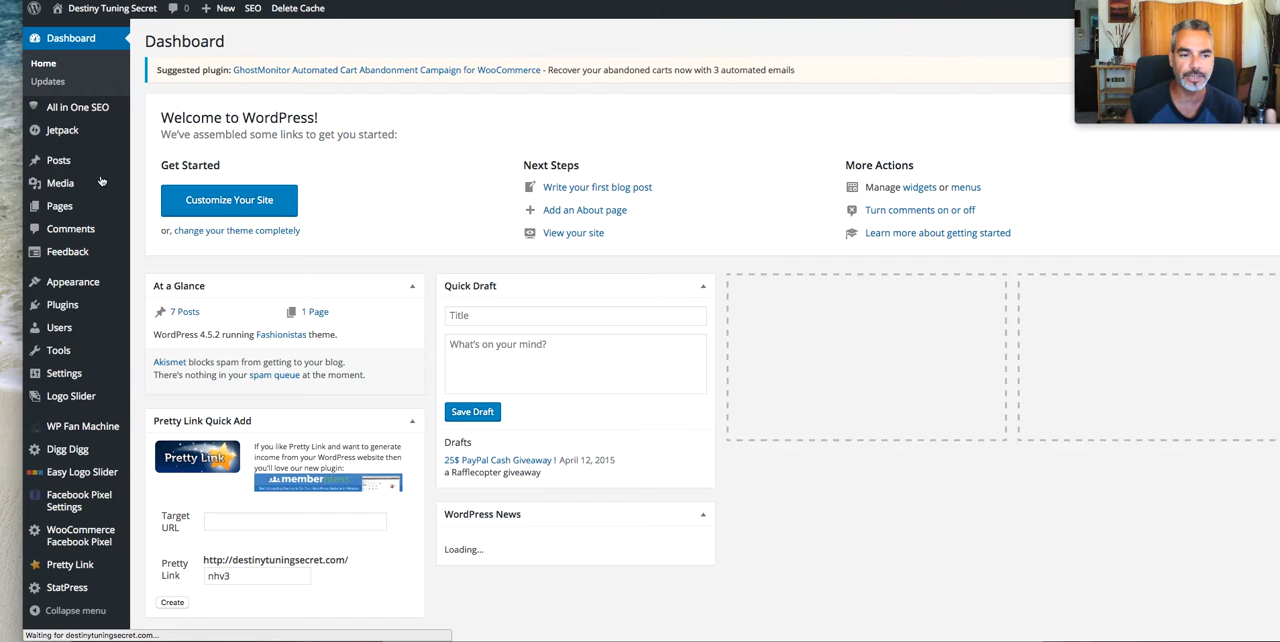 Destiny Tuning Secret 0 New SEO Delete Cache
Dashboard
Home
Updates
All in One SEO
Jetpack
Posts
Media
Pages
Comments
Feedback
Appearance
Plugins
Users
Tools
Settings
Logo Slider
WP Fan Machine
Digg Digg
Easy Logo Slider
Facebook Pixel
Settings
WooCommerce
Facebook Pixel
Pretty Link
StatPress
Collapse menu
Dashboard
Suggested plugin: GhostMonitor Automated Cart Abandonment Campaign for WooCommerce - Recover your abandoned carts now with 3 automated emails
Welcome to WordPress!
We've assembled some links to get you started:
Get Started
Customize Your Site
or, change your theme completely
Next Steps
Write your first blog post
Add an About page
View your site
More Actions
Manage widgets or menus
Turn comments on or off
Learn more about getting started
At a Glance
7 Posts 1 Page
WordPress 4.5.2 running Fashionistas theme.
Akismet blocks spam from getting to your blog.
There's nothing in your spam queue at the moment.
Pretty Link Quick Add
Pretty Link
If you like Pretty Link and want to generate
income from your WordPress website then
you'll love our new plugin:
Target
URL
Pretty
Link
http://destinytuningsecret.com/
nhv3
Create
Quick Draft
Title
What's on your mind?
Save Draft
Drafts
25$ PayPal Cash Giveaway ! April 12, 2015
a Rafflecopter giveaway
WordPress News
Loading...
Waiting for destinytuningsecret.com...